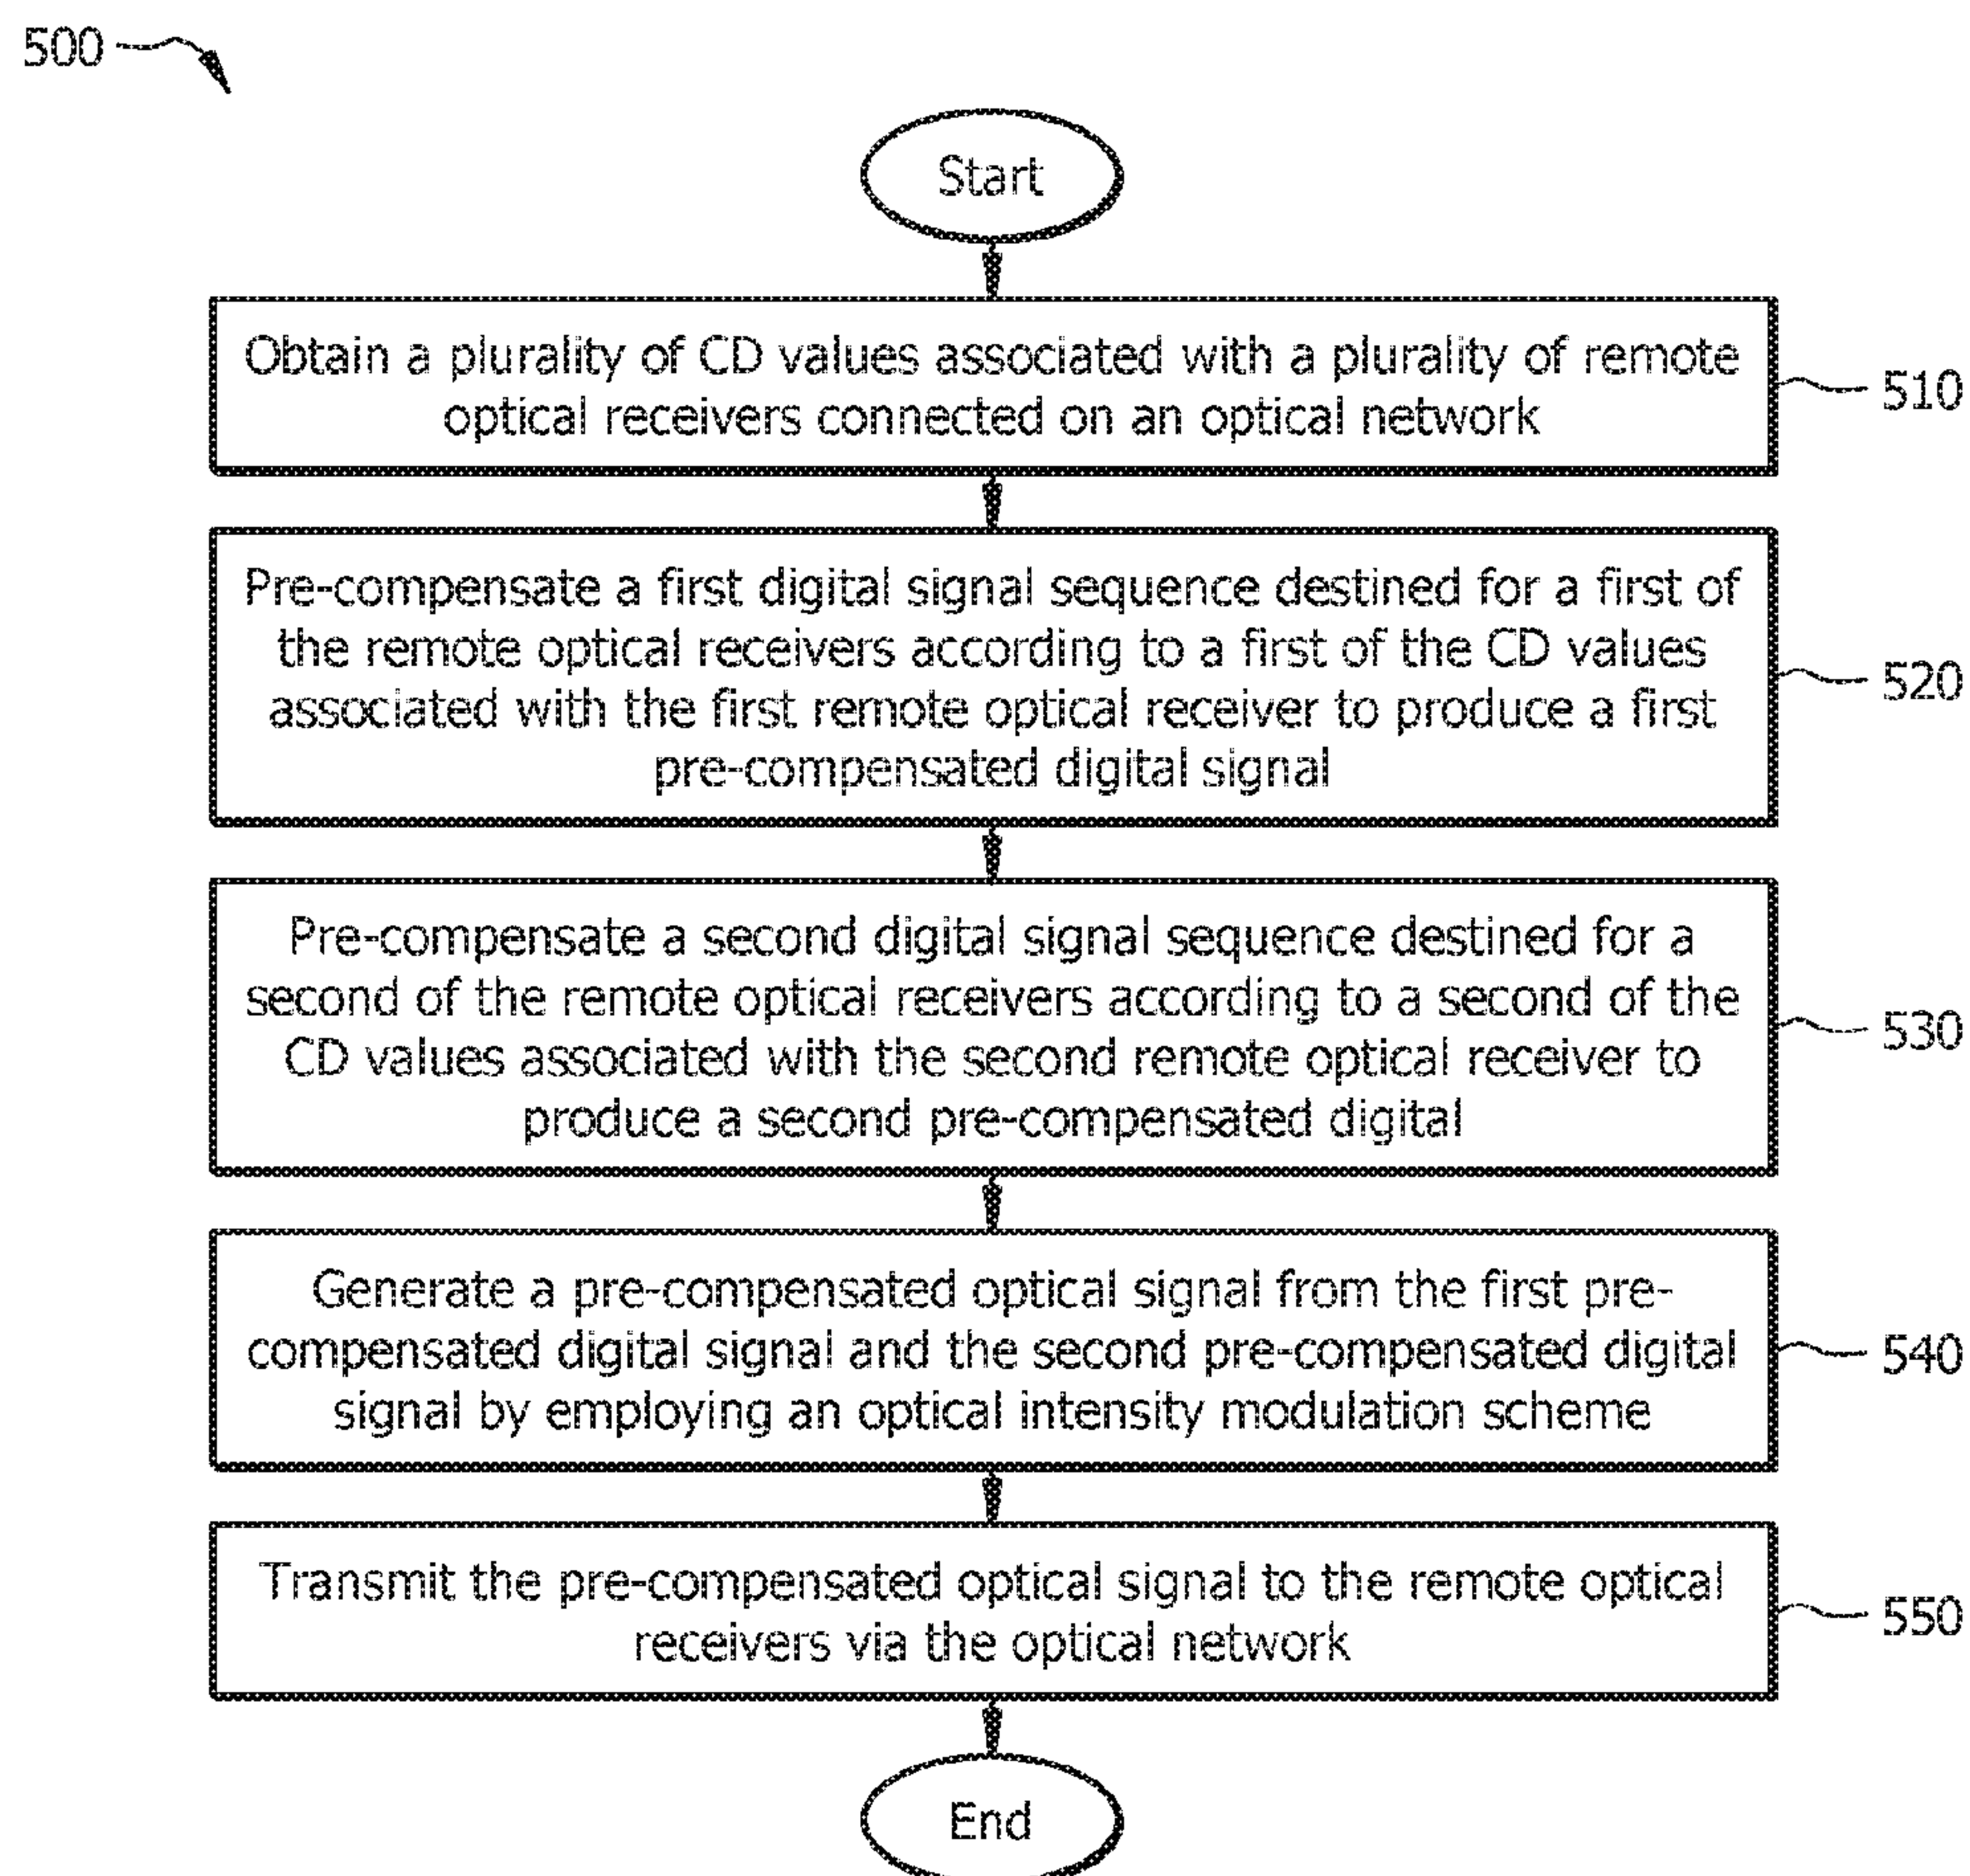 500
Start
Obtain a plurality of CD values associated with a plurality of remote
optical receivers connected on an optical network
510
Pre-compensate a first digital signal sequence destined for a first of
the remote optical receivers according to a first of the CD values
associated with the first remote optical receiver to produce a first
pre-compensated digital signal
520
Pre-compensate a second digital signal sequence destined for a
second of the remote optical receivers according to a second of the
CD values associated with the second remote optical receiver to
produce a second pre-compensated digital
530
Generate a pre-compensated optical signal from the first pre-
compensated digital signal and the second pre-compensated digital
signal by employing an optical intensity modulation scheme
540
Transmit the pre-compensated optical signal to the remote optical
receivers via the optical network
550
End